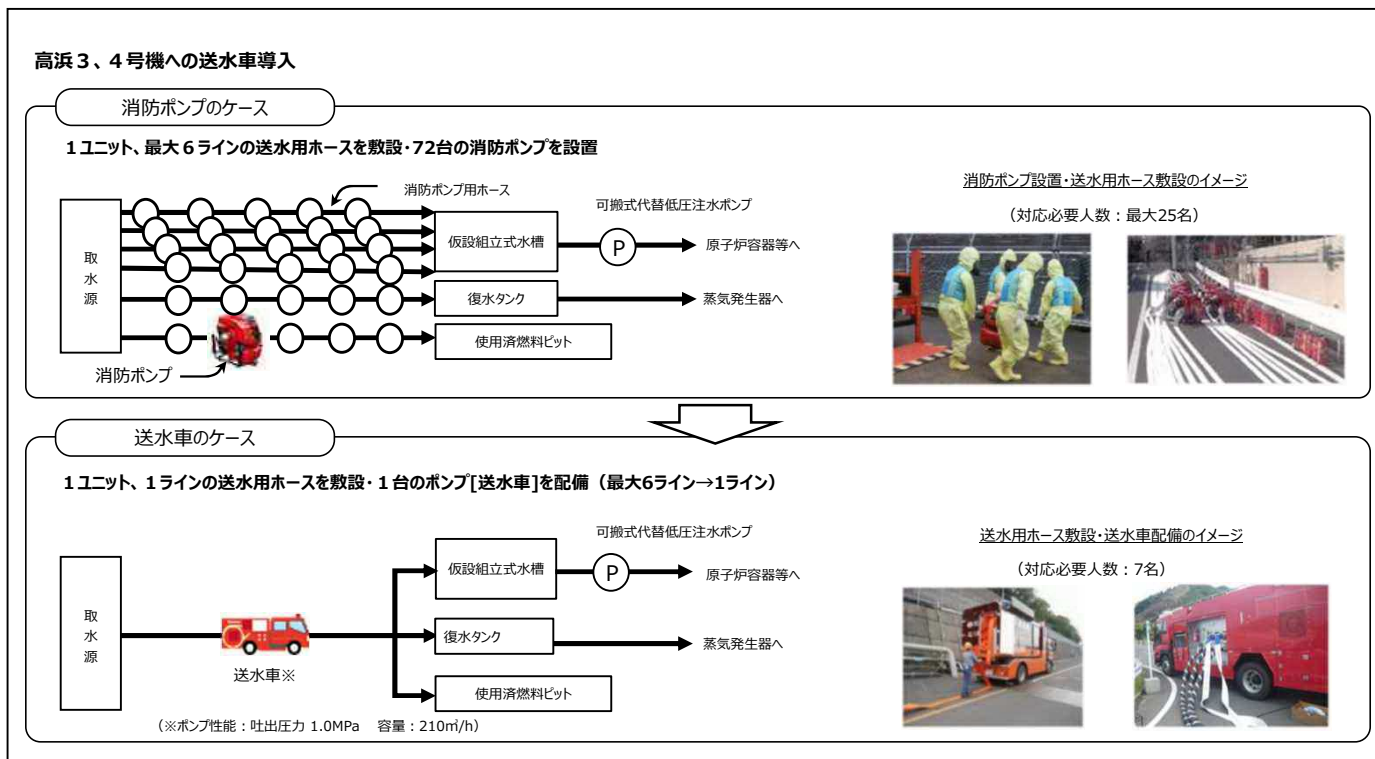 高浜３、４号機への送水車導入
消防ポンプのケース
１ユニット、最大６ラインの送水用ホースを敷設・72台の消防ポンプを設置
消防ポンプ用ホース
可搬式代替低圧注水ポンプ
取水源
仮設組立式水槽
P
原子炉容器等へ
復水タンク
蒸気発生器へ
使用済燃料ピット
消防ポンプ
消防ポンプ設置・送水用ホース敷設のイメージ
（対応必要人数：最大25名）
送水車のケース
１ユニット、１ラインの送水用ホースを敷設・１台のポンプ[送水車]を配備（最大6ライン→1ライン）
可搬式代替低圧注水ポンプ
取水源
仮設組立式水槽
P
原子炉容器等へ
復水タンク
蒸気発生器へ
送水車※
使用済燃料ピット
（※ポンプ性能：吐出圧力 1.0MPa　容量：210㎥/h）
送水用ホース敷設・送水車配備のイメージ
（対応必要人数：7名）